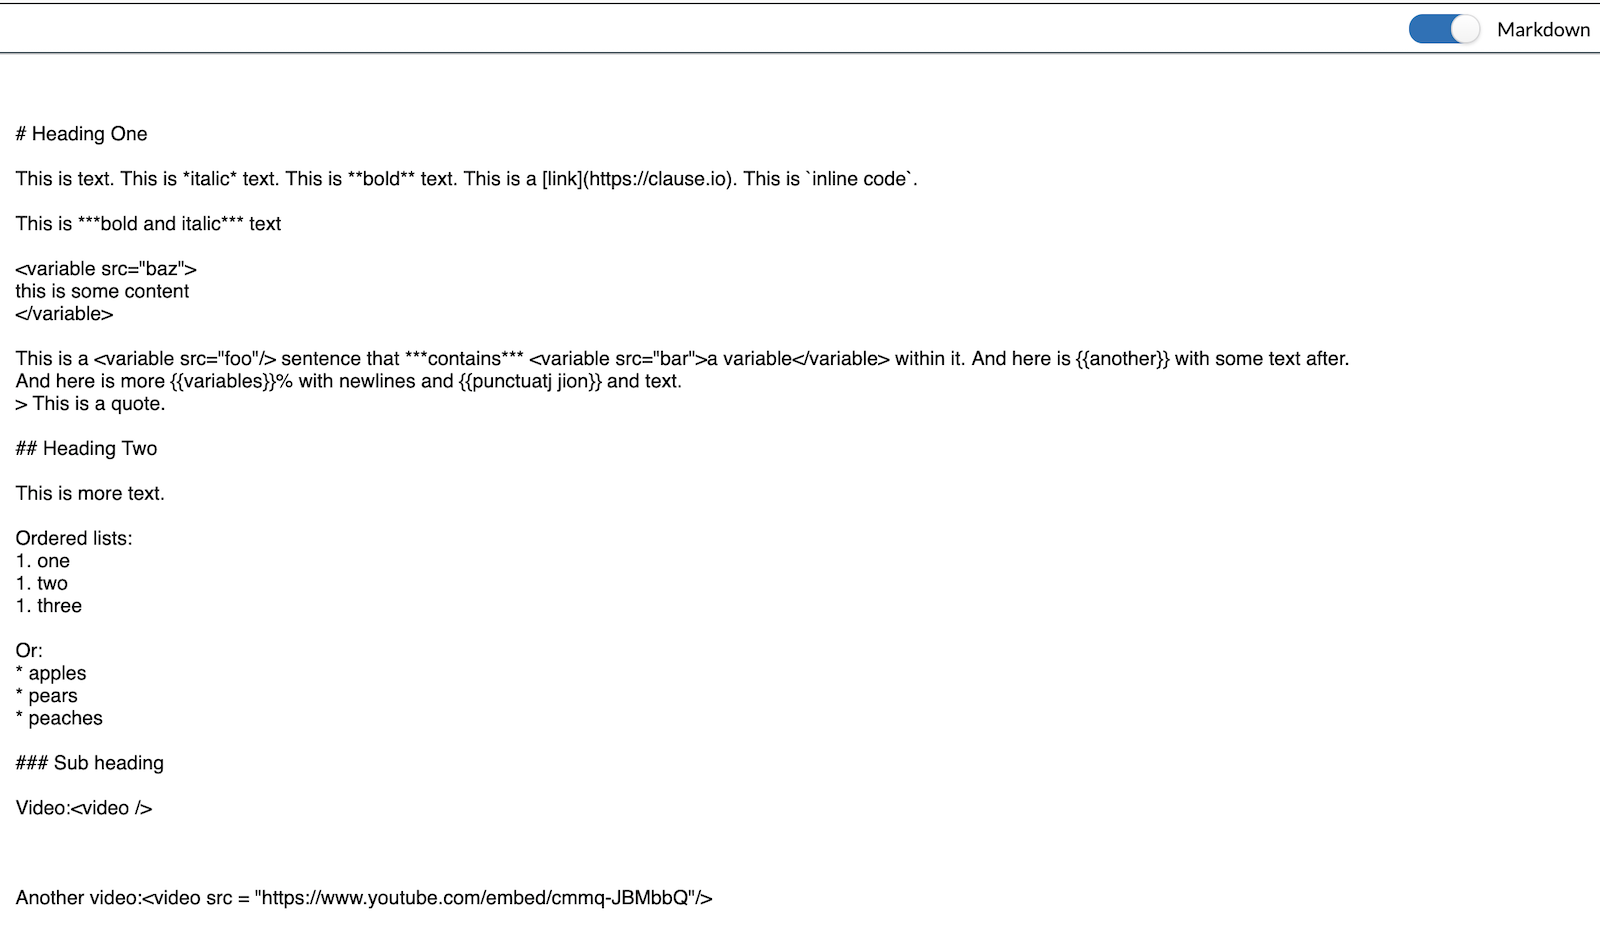 Markdown
# Heading One
This is text. This is *italic* text. This is **bold** text. This is a [link](https://clause.io). This is `inline code`.
This is ***bold and italic*** text
<variable src="baz">
this is some content
</variable>
This is a <variable src="foo"/> sentence that ***contains*** <variable src="bar">a variable</variable> within it. And here is {{another}} with some text after.
And here is more {{variables}}% with newlines and {{punctuatj jion}} and text.
> This is a quote.
## Heading Two
This is more text.
Ordered lists:
1. one
1. two
1. three
Or:
* apples
* pears
* peaches
### Sub heading
Video:<video />
Another video:<video src = "https://www.youtube.com/embed/cmmq-JBMbbQ"/>